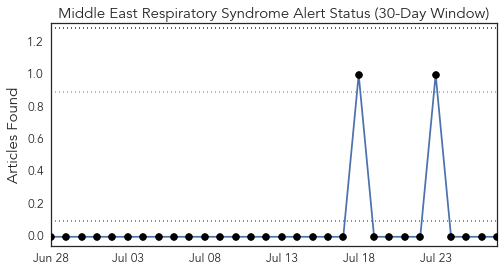 Middle East Respiratory Syndrome Alert Status (30-Day Window)
Articles Found
1.2
1.0
0.8
0.6
0.4
0.2
0.0
Jun 28 Jul 03 Jul 08 Jul 13 Jul 18 Jul 23